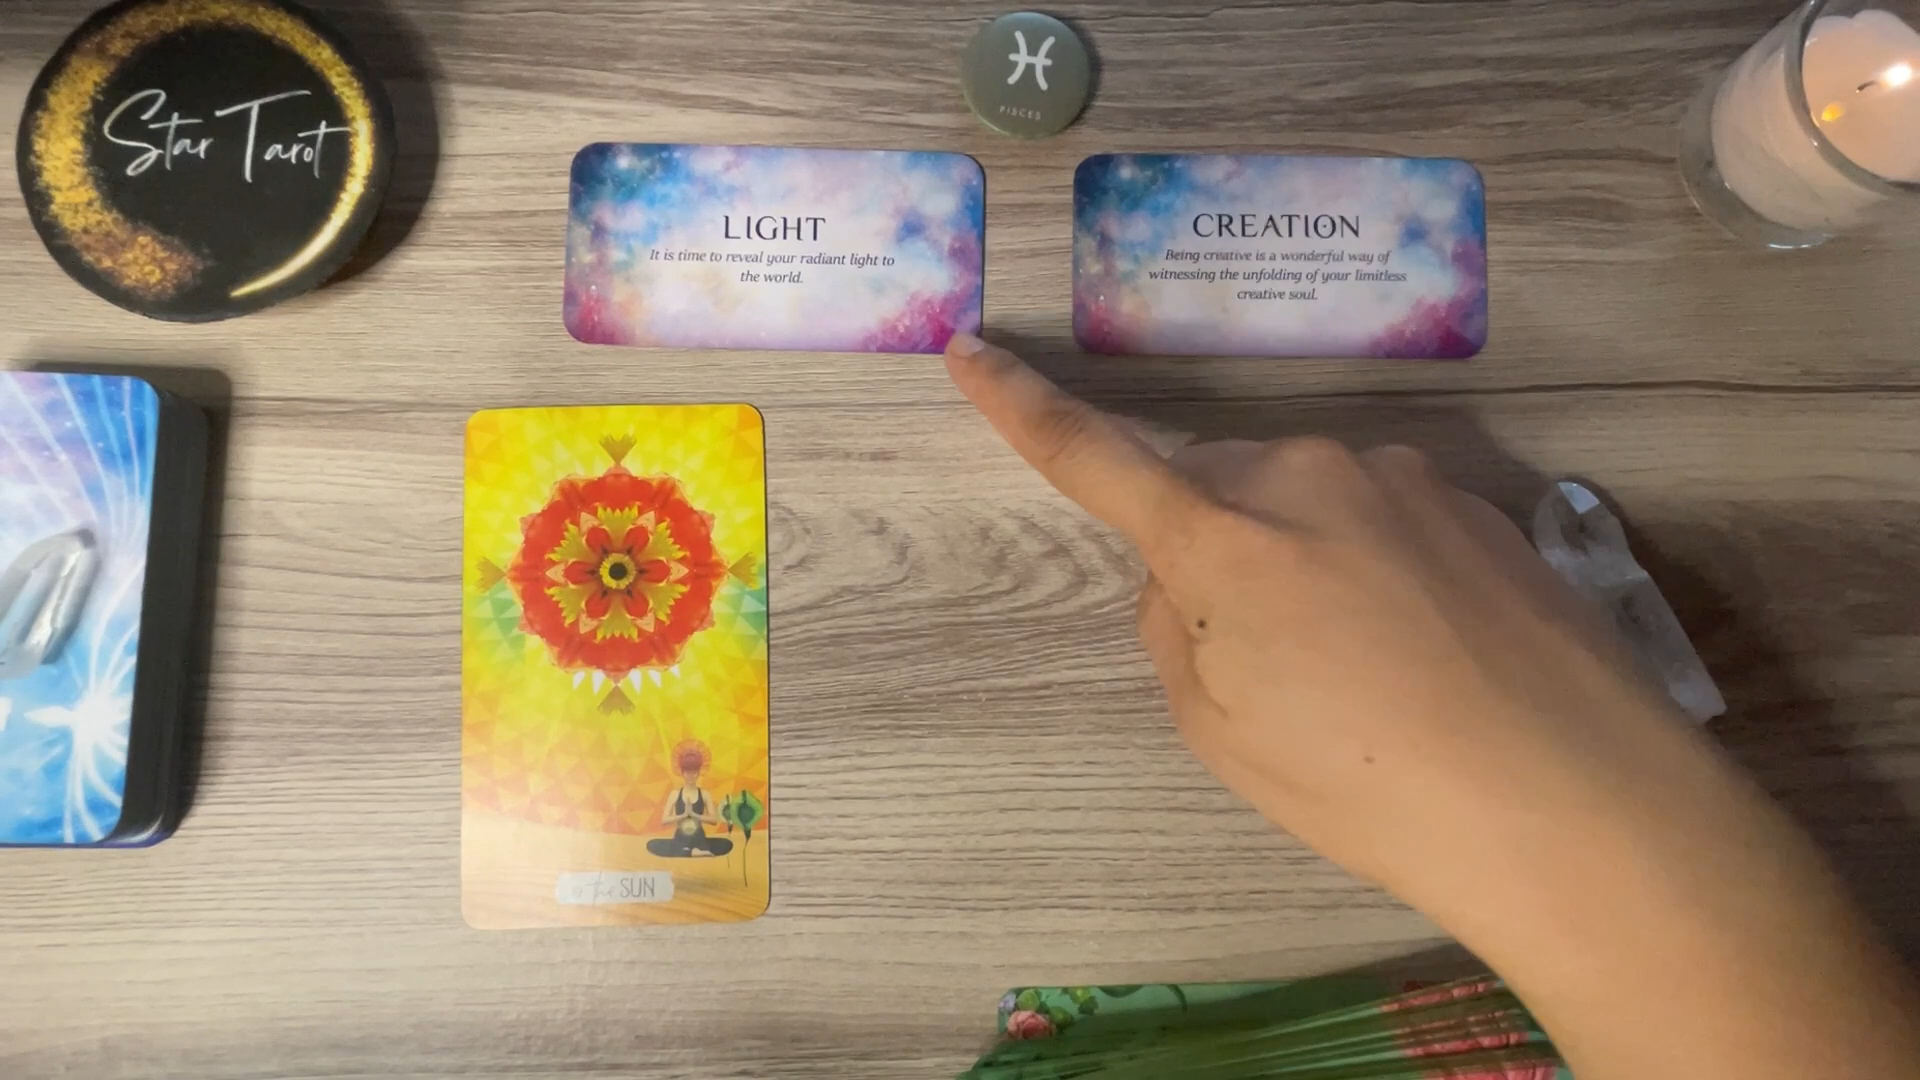 Star Tarot
PISCES
LIGHT
It is time to reveal your radiant light to
the world.
CREATION
Being creative is a wonderful way of
witnessing the unfolding of your limitless
creative soul.
the SUN